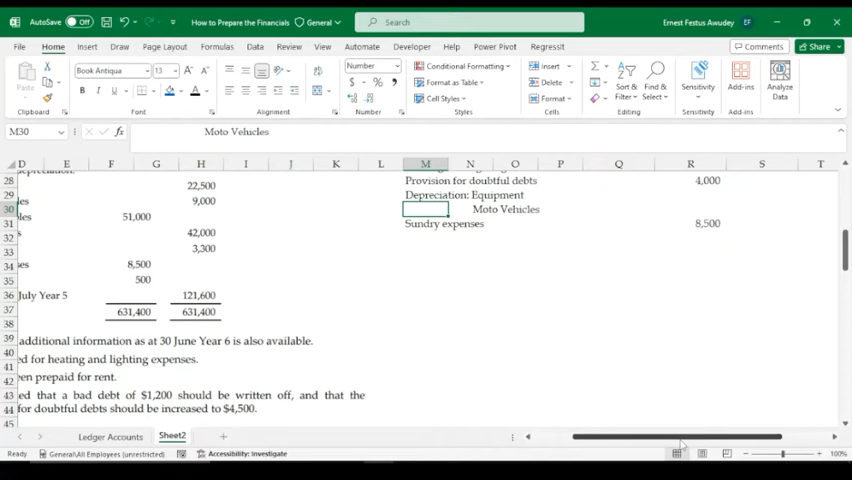 AutoSave Off How to Prepare the Financials General Search Ernest Festus Awudey EF
File Home Insert Draw Page Layout Formulas Data Review View Automate Developer Help Power Pivot Regressit Comments Share
Paste Book Antiqua 13 Number Conditional Formatting Format as Table Cell Styles Insert Delete Format Sort & Filter Find & Select Sensitivity Add-ins Analyze Data
Clipboard Font Alignment Number Styles Cells Editing Sensitivity Add-ins
M30 fx Moto Vehicles
D E F G H I J K L M N O P Q R S T
28 Provision for doubtful debts 4,000
22,500
29 Depreciation: Equipment
les 9,000
30 Moto Vehicles
bles 51,000
31 Sundry expenses 8,500
32 s 42,000
33 3,300
34 ses 8,500
35 500
36 July Year 5 121,600
37 631,400 631,400
38
39 additional information as at 30 June Year 6 is also available.
40
41 ed for heating and lighting expenses.
42 een prepaid for rent.
43 ed that a bad debt of $1,200 should be written off, and that the
44 for doubtful debts should be increased to $4,500.
45
Ledger Accounts Sheet2
Ready General\All Employees (unrestricted) Accessibility: Investigate 100%